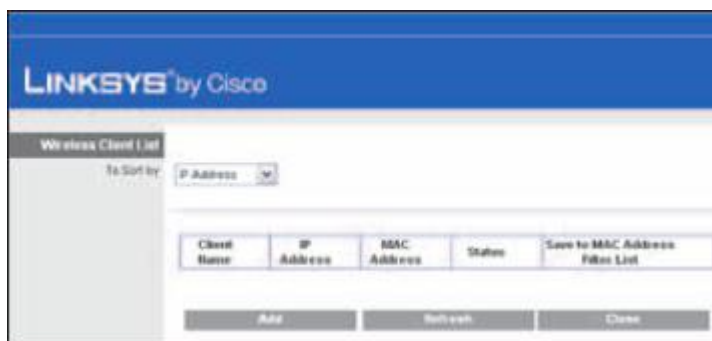 LINKSYS® by Cisco
Wireless Client List
To Sort by
IP Address
Client Name
IP Address
MAC Address
Status
Save to MAC Address Filter List
Add
Refresh
Close